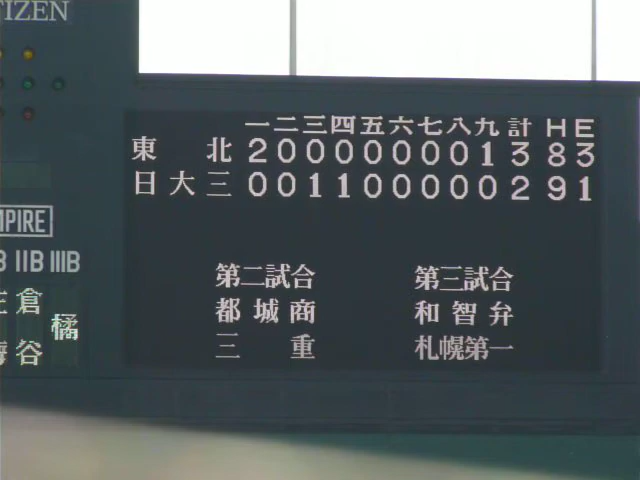 TIZEN
一二三四五六七八九計HE
東北2000000001383
日大三001100000291
MPIRE
B IIB IIIB
倉 橘
谷
第二試合 第三試合
都城商 和智弁
三重 札幌第一